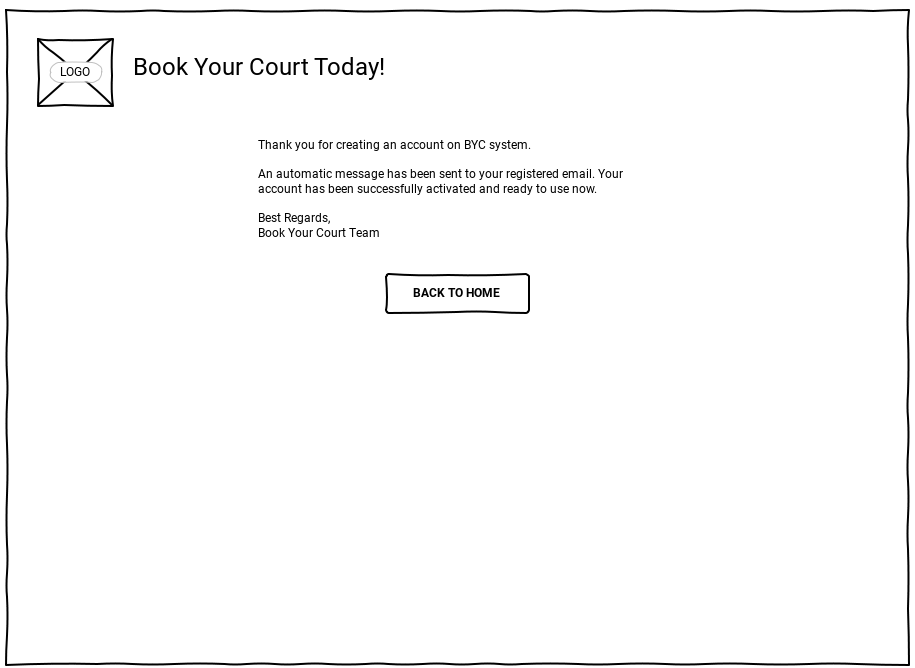 LOGO
Book Your Court Today!
Thank you for creating an account on BYC system.
An automatic message has been sent to your registered email. Your
account has been successfully activated and ready to use now.
Best Regards,
Book Your Court Team
BACK TO HOME